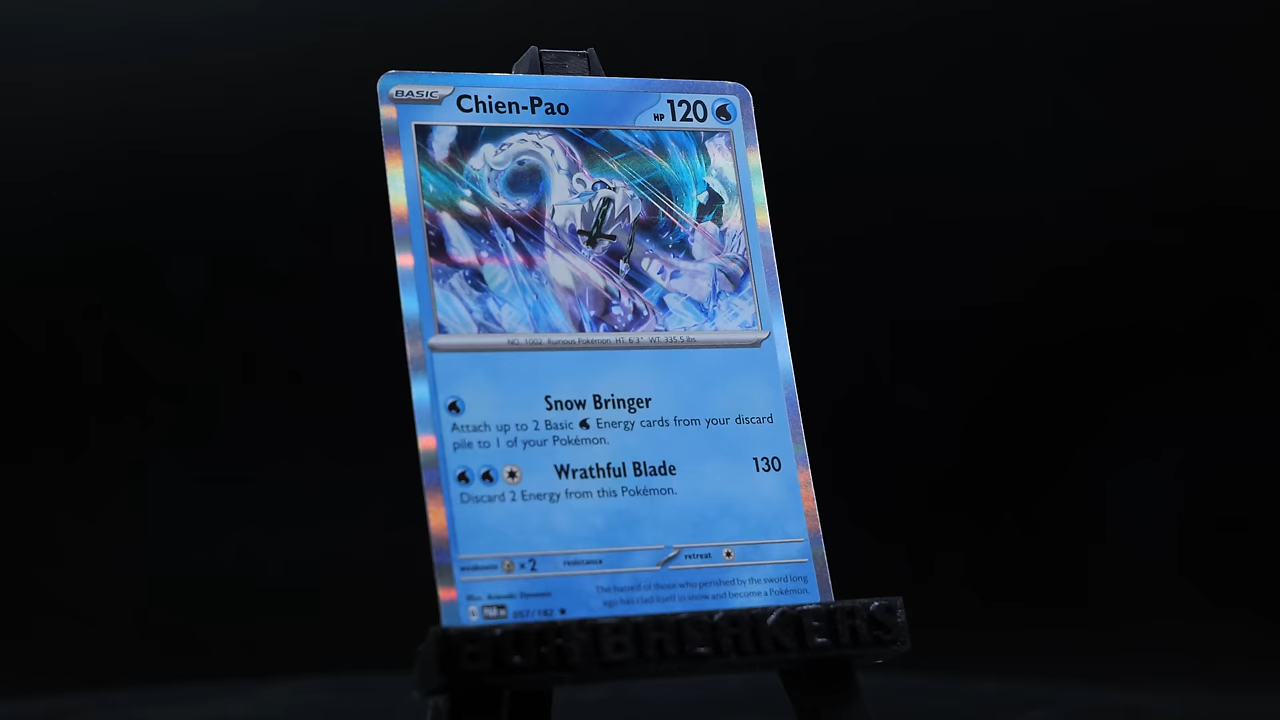 BASIC Chien-Pao HP 120
NO. 1002 Ruinous Pokémon HT. 6'3" WT. 335.5 lbs.
Snow Bringer
Attach up to 2 Basic Energy cards from your discard
pile to 1 of your Pokémon.
Wrathful Blade 130
Discard 2 Energy from this Pokémon.
weakness ×2 resistance retreat
The hatred of those who perished by the sword long
ago has clad itself in snow and become a Pokémon.
PAR EN 057/182